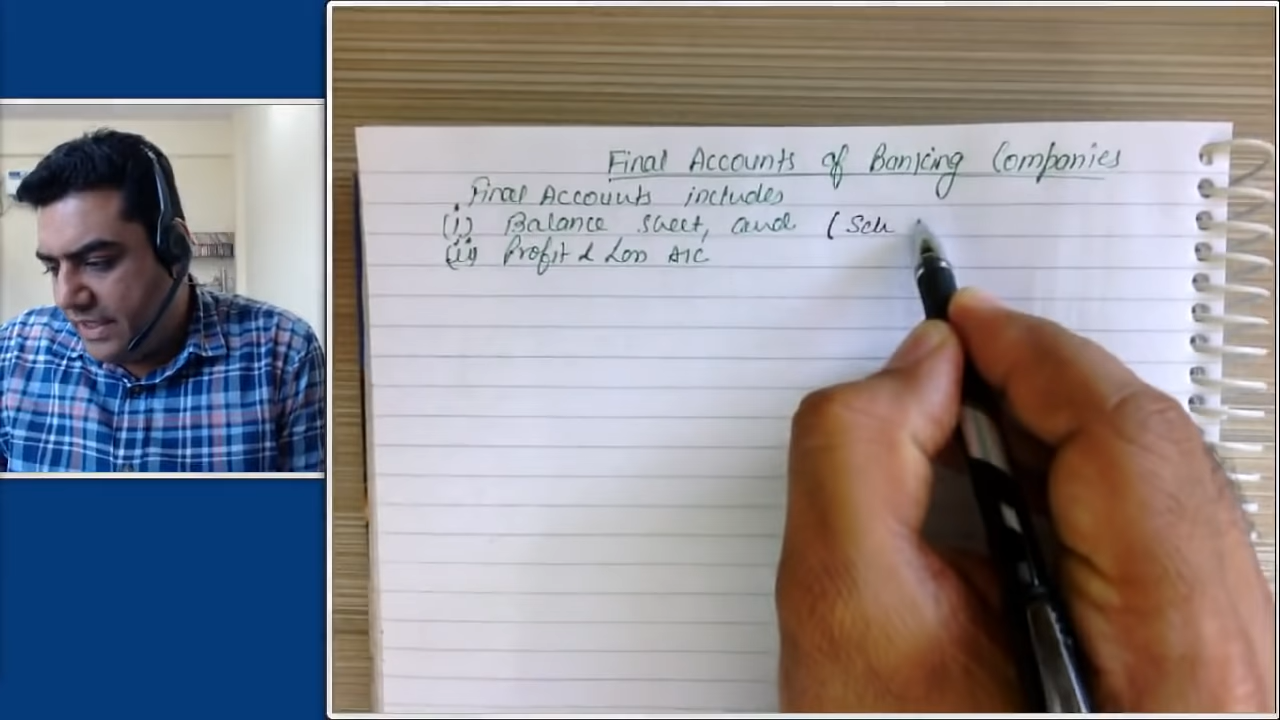 Final Accounts of Banking Companies
Final Accounts includes
(i) Balance Sheet, and (Sch
(ii) Profit & Loss A/C